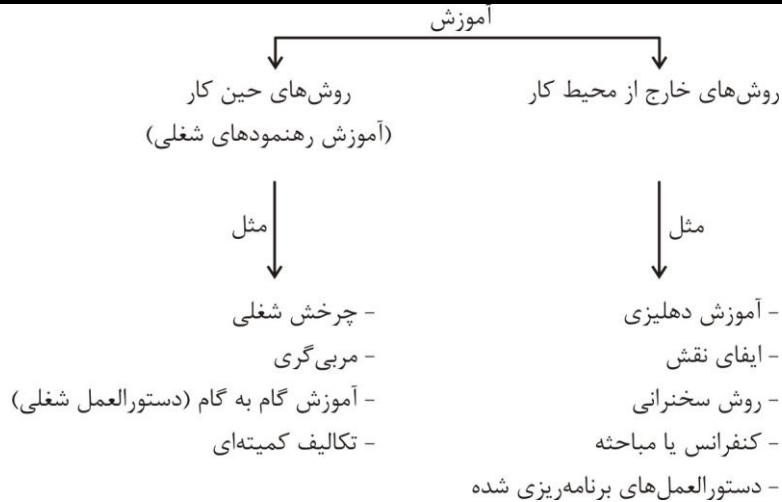 آموزش
روش‌های خارج از محیط کار
روش‌های حین کار
(آموزش رهنمودهای شغلی)
مثل
مثل
- آموزش دهلیزی
- ایفای نقش
- روش سخنرانی
- کنفرانس یا مباحثه
- دستورالعمل‌های برنامه‌ریزی شده
- چرخش شغلی
- مربی‌گری
- آموزش گام به گام (دستورالعمل شغلی)
- تکالیف کمیته‌ای